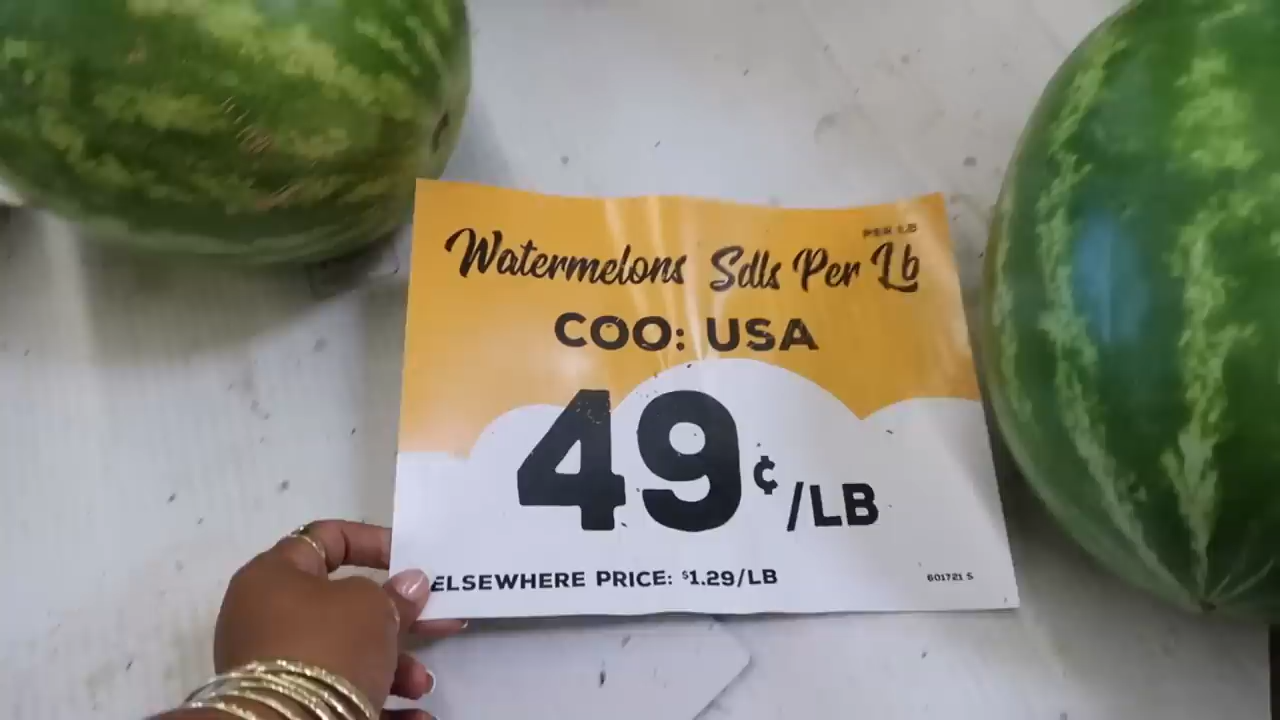 PER LB
Watermelons Sdls Per Lb
COO: USA
49¢/LB
ELSEWHERE PRICE: $1.29/LB
601721 S